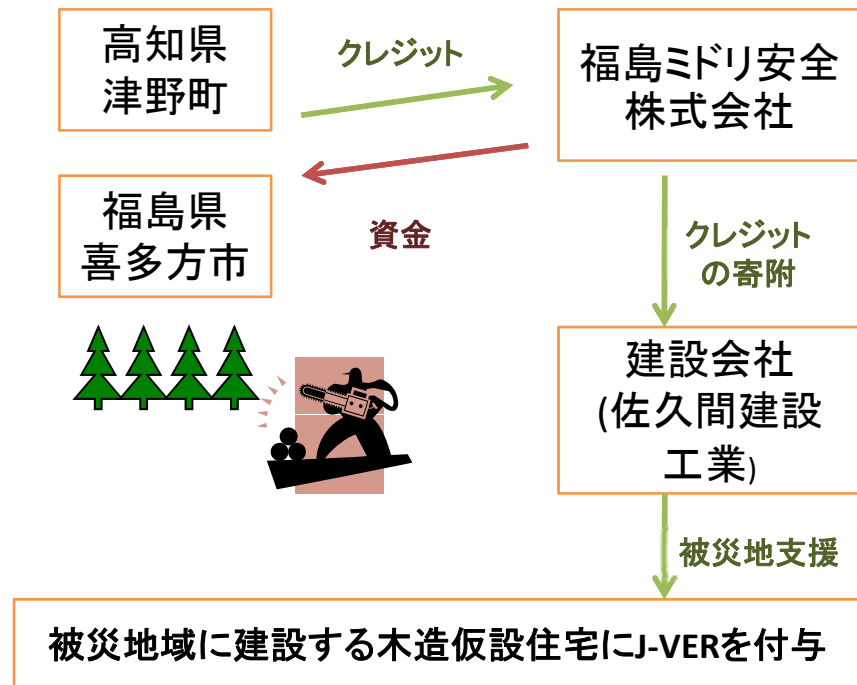 高知県
津野町
クレジット
福島ミドリ安全
株式会社
福島県
喜多方市
資金
クレジット
の寄附
建設会社
(佐久間建設
工業)
被災地支援
被災地域に建設する木造仮設住宅にJ-VERを付与